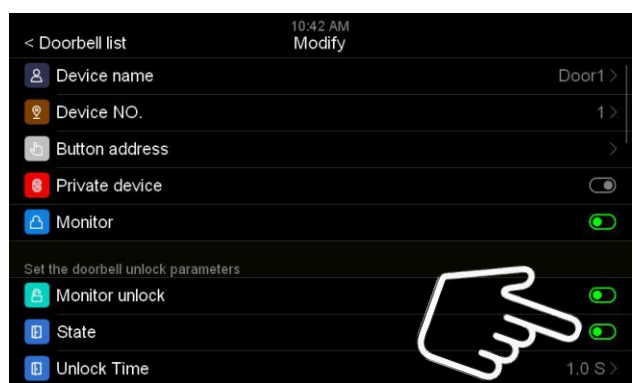 10:42 AM
< Doorbell list Modify
Device name Door1 >
Device NO. 1 >
Button address >
Private device
Monitor
Set the doorbell unlock parameters
Monitor unlock
State
Unlock Time 1.0 S >